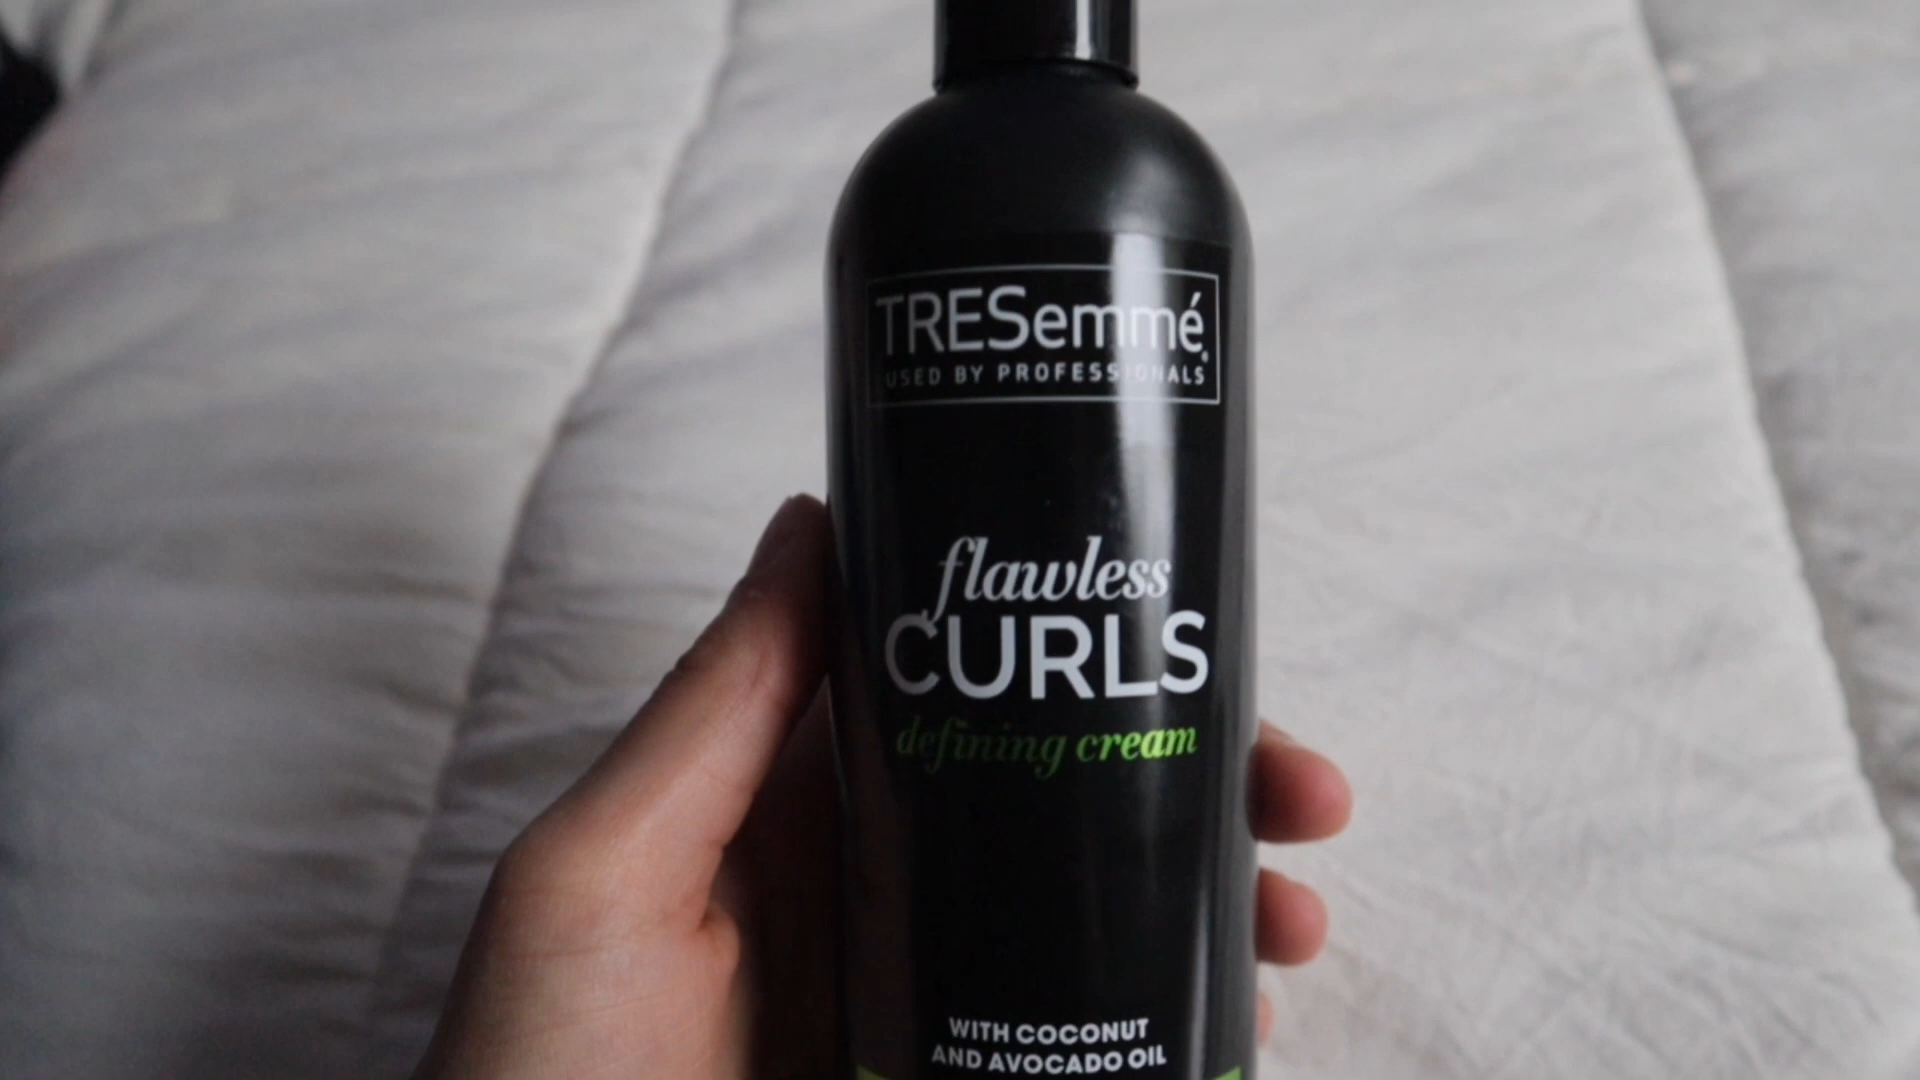 TRESemmé
USED BY PROFESSIONALS
flawless
CURLS
defining cream
WITH COCONUT
AND AVOCADO OIL